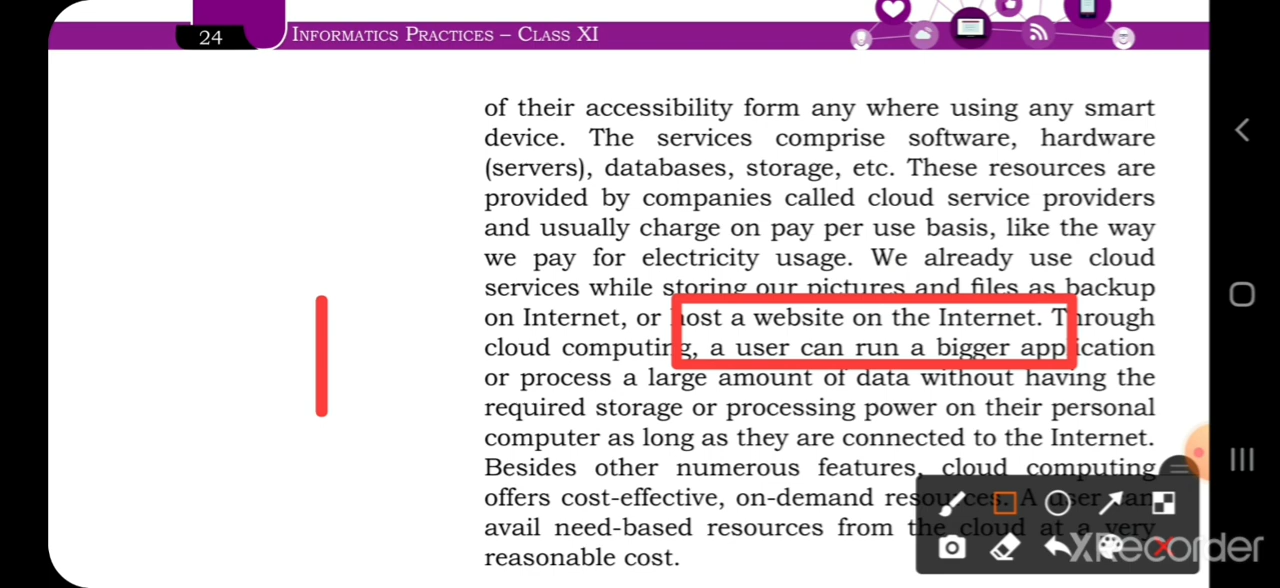 24 INFORMATICS PRACTICES – CLASS XI
of their accessibility form any where using any smart
device. The services comprise software, hardware
(servers), databases, storage, etc. These resources are
provided by companies called cloud service providers
and usually charge on pay per use basis, like the way
we pay for electricity usage. We already use cloud
services while storing our pictures and files as backup
on Internet, or host a website on the Internet. Through
cloud computing, a user can run a bigger application
or process a large amount of data without having the
required storage or processing power on their personal
computer as long as they are connected to the Internet.
Besides other numerous features, cloud computing
offers cost-effective, on-demand resources. A user can
avail need-based resources from the cloud at a very
reasonable cost.
XRecorder